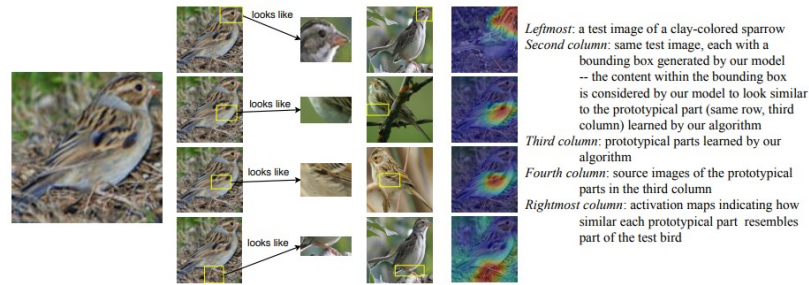 looks like
looks like
looks like
looks like
Leftmost: a test image of a clay-colored sparrow
Second column: same test image, each with a
bounding box generated by our model
-- the content within the bounding box
is considered by our model to look similar
to the prototypical part (same row, third
column) learned by our algorithm
Third column: prototypical parts learned by our
algorithm
Fourth column: source images of the prototypical
parts in the third column
Rightmost column: activation maps indicating how
similar each prototypical part resembles
part of the test bird